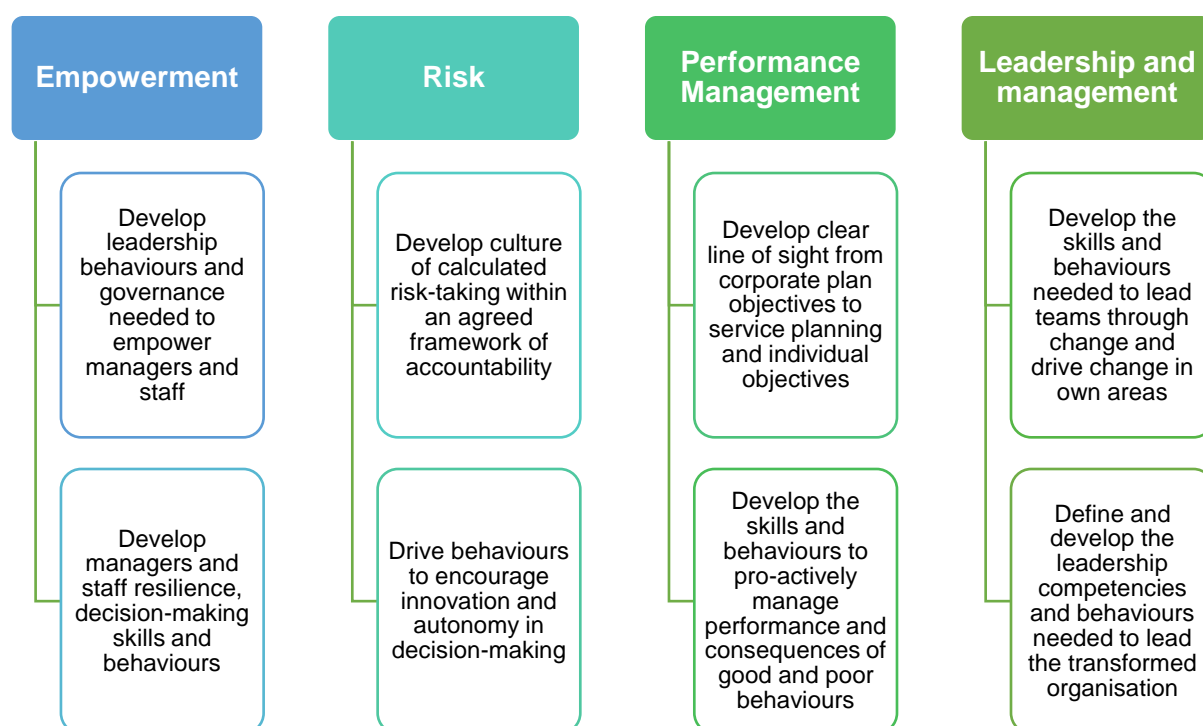 Empowerment
Develop
leadership
behaviours and
governance
needed to
empower
managers and
staff
Develop
managers and
staff resilience,
decision-making
skills and
behaviours
Risk
Develop culture
of calculated
risk-taking within
an agreed
framework of
accountability
Drive behaviours
to encourage
innovation and
autonomy in
decision-making
Performance
Management
Develop clear
line of sight from
corporate plan
objectives to
service planning
and individual
objectives
Develop the
skills and
behaviours to
pro-actively
manage
performance and
consequences of
good and poor
behaviours
Leadership and
management
Develop the
skills and
behaviours
needed to lead
teams through
change and
drive change in
own areas
Define and
develop the
leadership
competencies
and behaviours
needed to lead
the transformed
organisation